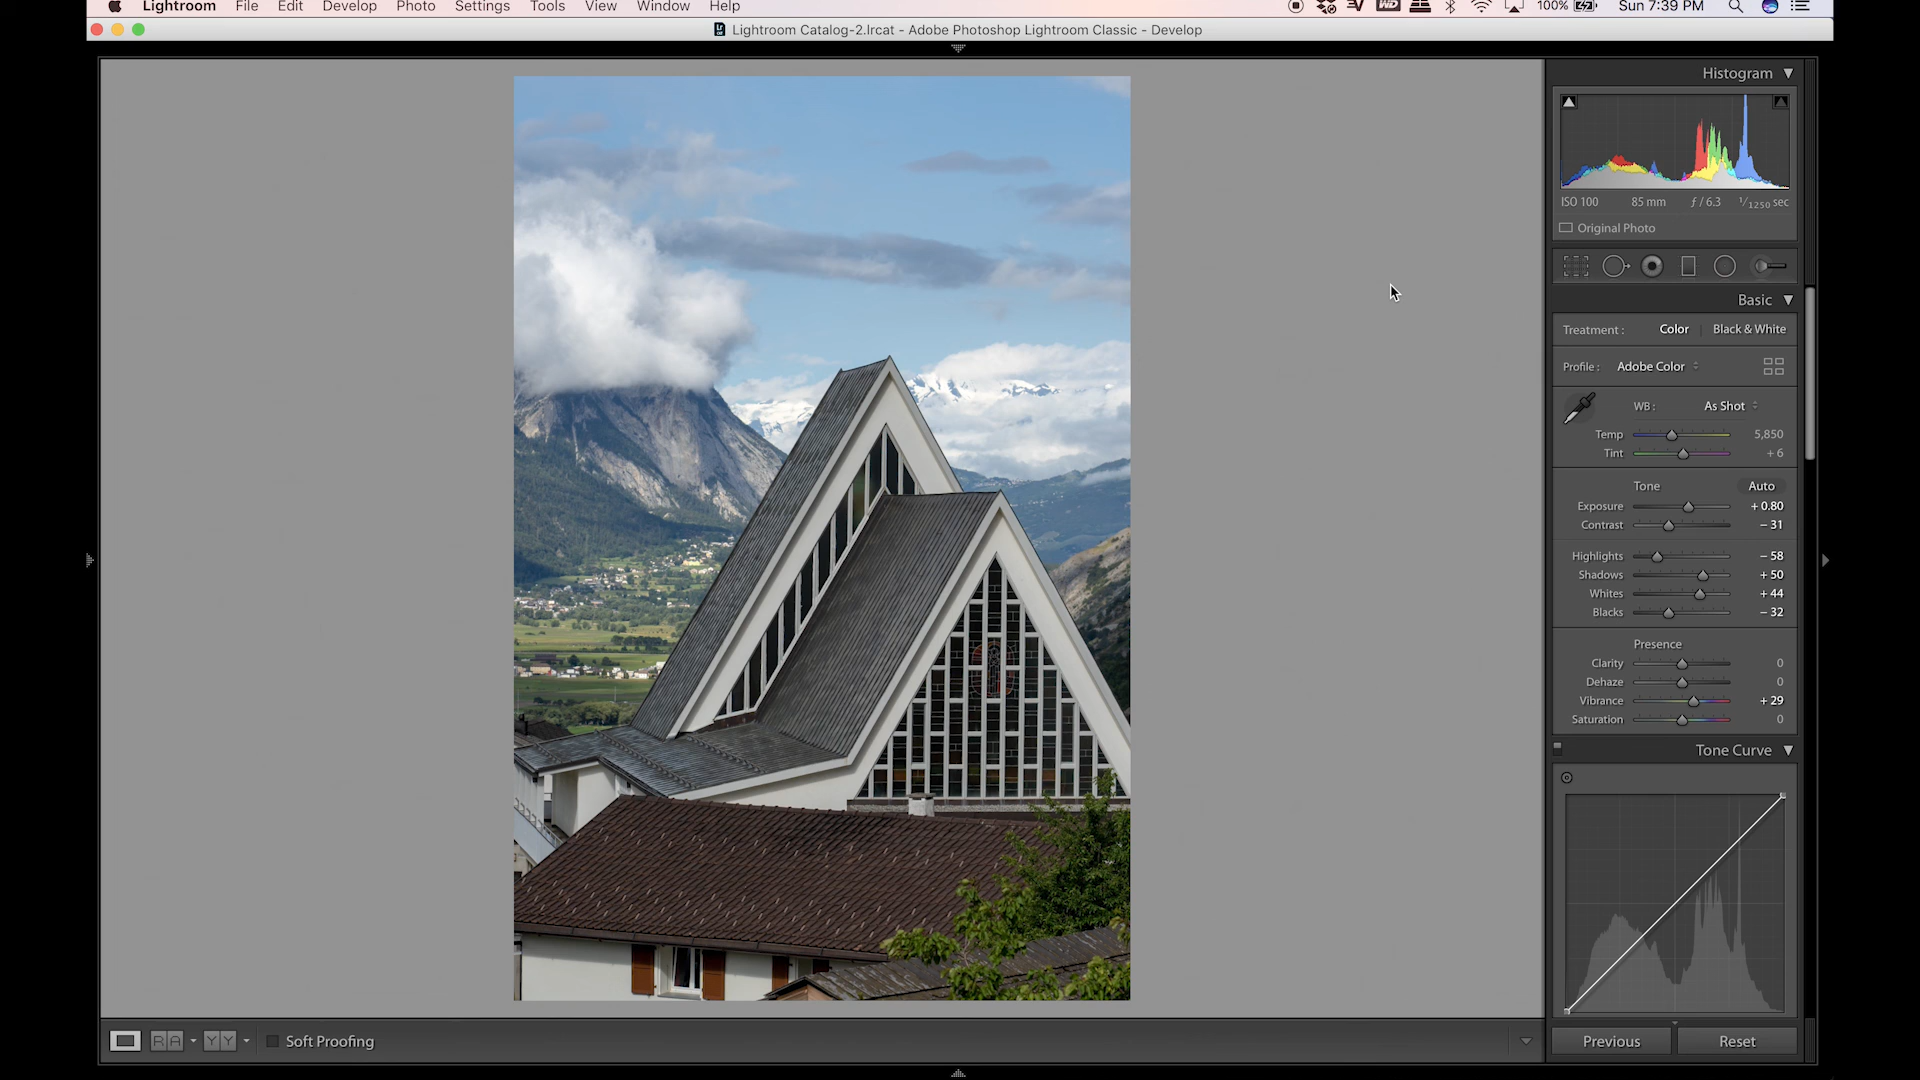 Lightroom File Edit Develop Photo Settings Tools View Window Help 100% Sun 7:39 PM
Lightroom Catalog-2.lrcat - Adobe Photoshop Lightroom Classic - Develop
Histogram
ISO 100 85 mm ƒ / 6.3 1/1250 sec
Original Photo
Basic
Treatment : Color Black & White
Profile : Adobe Color
WB : As Shot
Temp 5,850
Tint + 6
Tone Auto
Exposure + 0.80
Contrast – 31
Highlights – 58
Shadows + 50
Whites + 44
Blacks – 32
Presence
Clarity 0
Dehaze 0
Vibrance + 29
Saturation 0
Tone Curve
R A Y Y Soft Proofing
Previous Reset